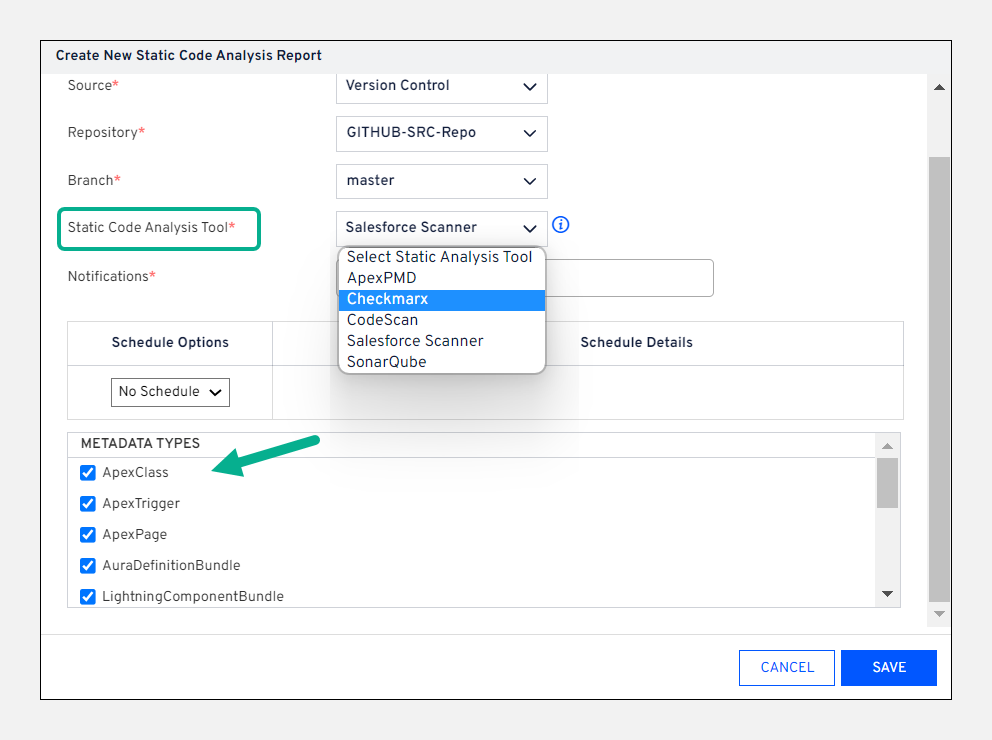 Create New Static Code Analysis Report
Source* Version Control
Repository* GITHUB-SRC-Repo
Branch* master
Static Code Analysis Tool* Salesforce Scanner
Select Static Analysis Tool
Notifications*
ApexPMD
Checkmarx
CodeScan
Salesforce Scanner
SonarQube
Schedule Options Schedule Details
No Schedule
METADATA TYPES
ApexClass
ApexTrigger
ApexPage
AuraDefinitionBundle
LightningComponentBundle
CANCEL SAVE